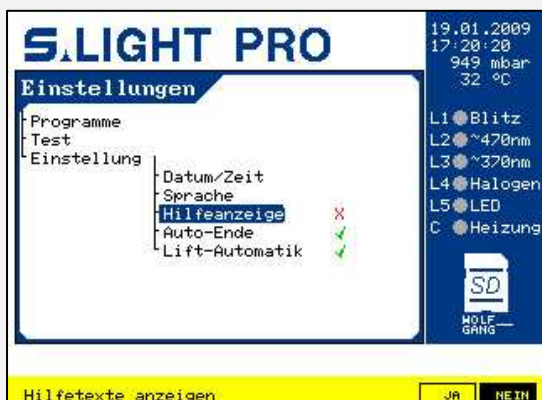 S.LIGHT PRO
Einstellungen
Programme
Test
Einstellung
Datum/Zeit
Sprache
Hilfeanzeige X
Auto-Ende ✓
Lift-Automatik ✓
19.01.2009
17:20:20
949 mbar
32 ºC
L1 Blitz
L2 ~470nm
L3 ~370nm
L4 Halogen
L5 LED
C Heizung
SD
WOLF__
GANG
Hilfetexte anzeigen
JA NEIN